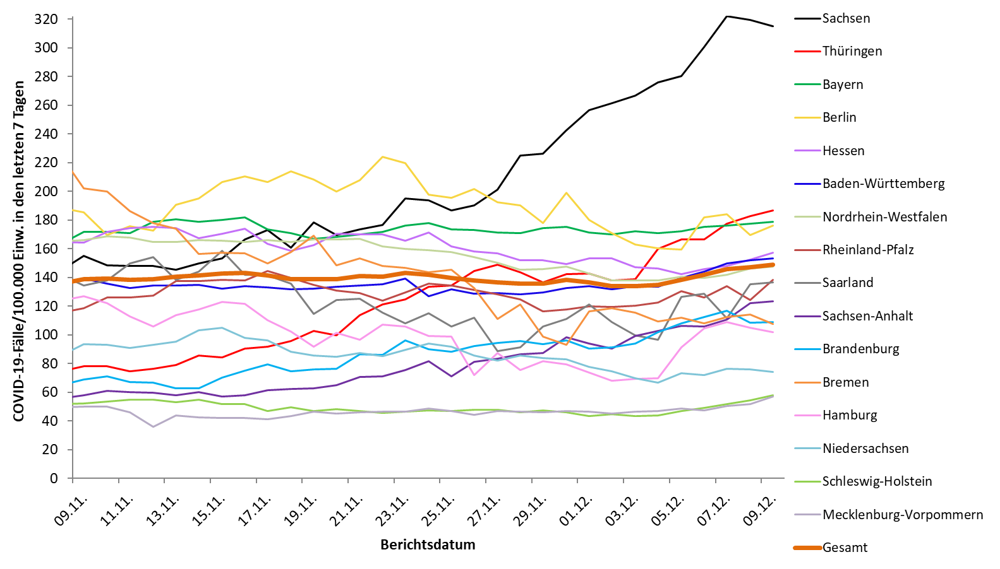 COVID-19-Fälle/100.000 Einw. in den letzten 7 Tagen
320
300
280
260
240
220
200
180
160
140
120
100
80
60
40
20
0
09.11.
11.11.
13.11.
15.11.
17.11.
19.11.
21.11.
23.11.
25.11.
27.11.
29.11.
01.12.
03.12.
05.12.
07.12.
09.12.
Berichtsdatum
Sachsen
Thüringen
Bayern
Berlin
Hessen
Baden-Württemberg
Nordrhein-Westfalen
Rheinland-Pfalz
Saarland
Sachsen-Anhalt
Brandenburg
Bremen
Hamburg
Niedersachsen
Schleswig-Holstein
Mecklenburg-Vorpommern
Gesamt